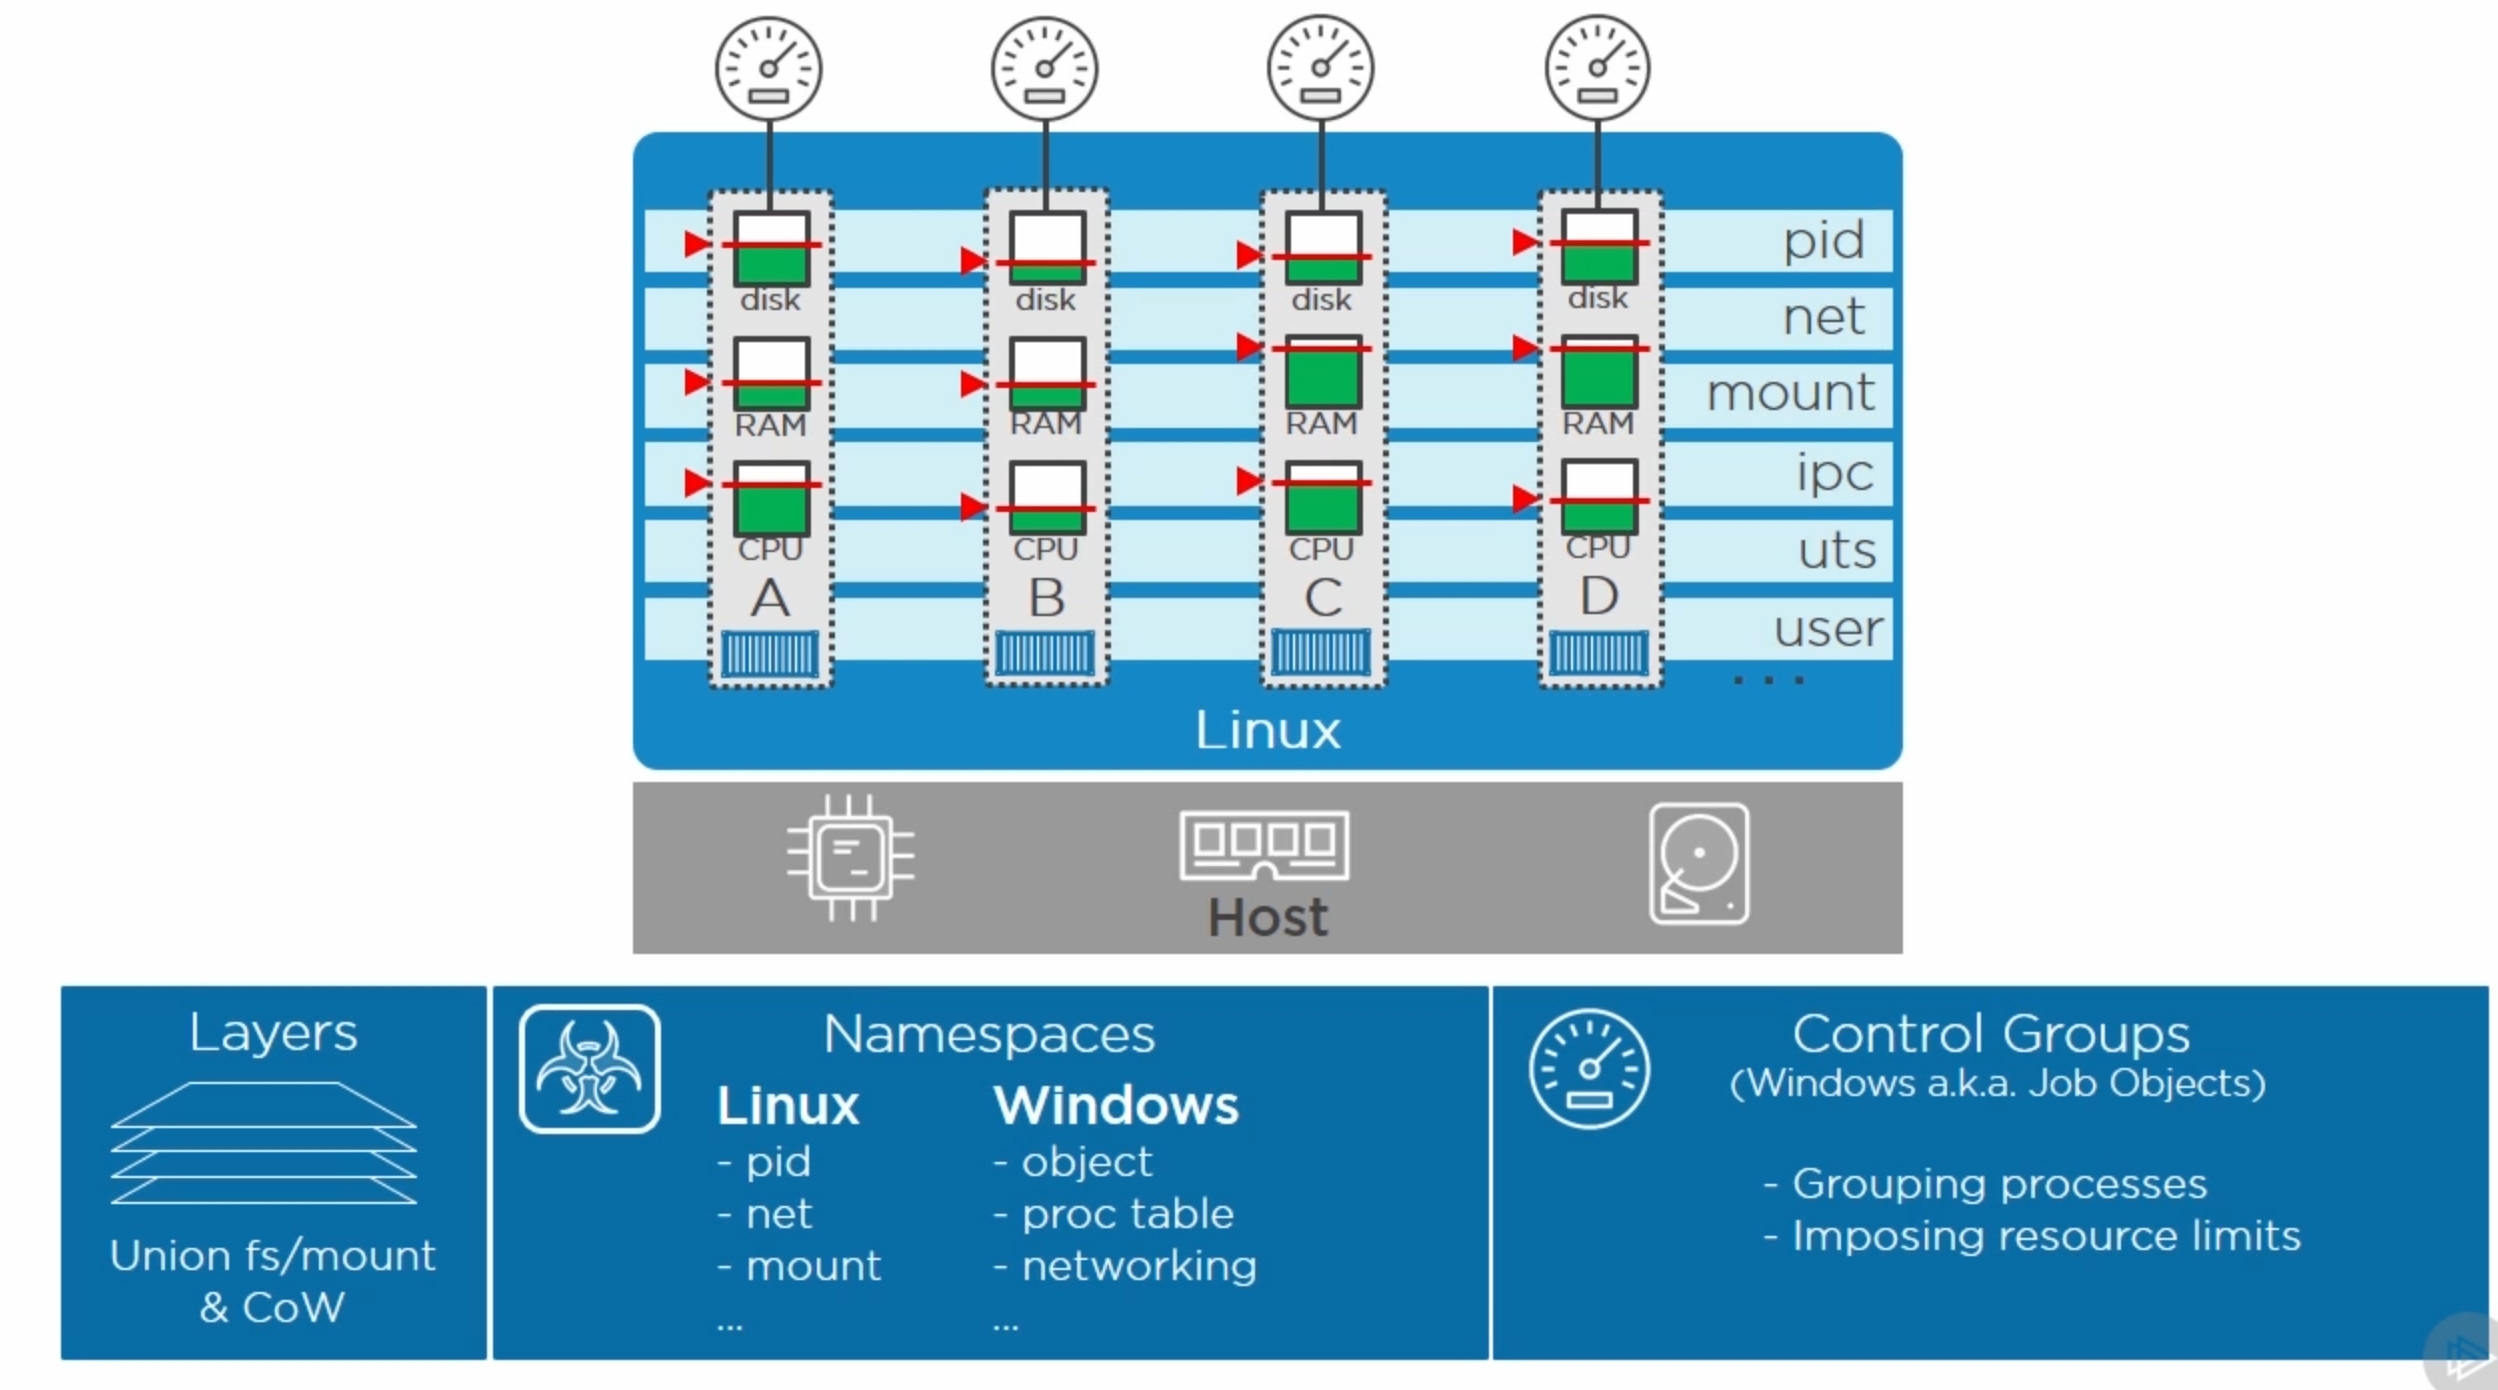 pid
disk disk disk disk
net
mount
RAM RAM RAM RAM
ipc
CPU CPU CPU CPU
uts
A B C D
user
...
Linux
Host
Layers
Union fs/mount
& CoW
Namespaces
Linux
- pid
- net
- mount
...
Windows
- object
- proc table
- networking
...
Control Groups
(Windows a.k.a. Job Objects)
- Grouping processes
- Imposing resource limits